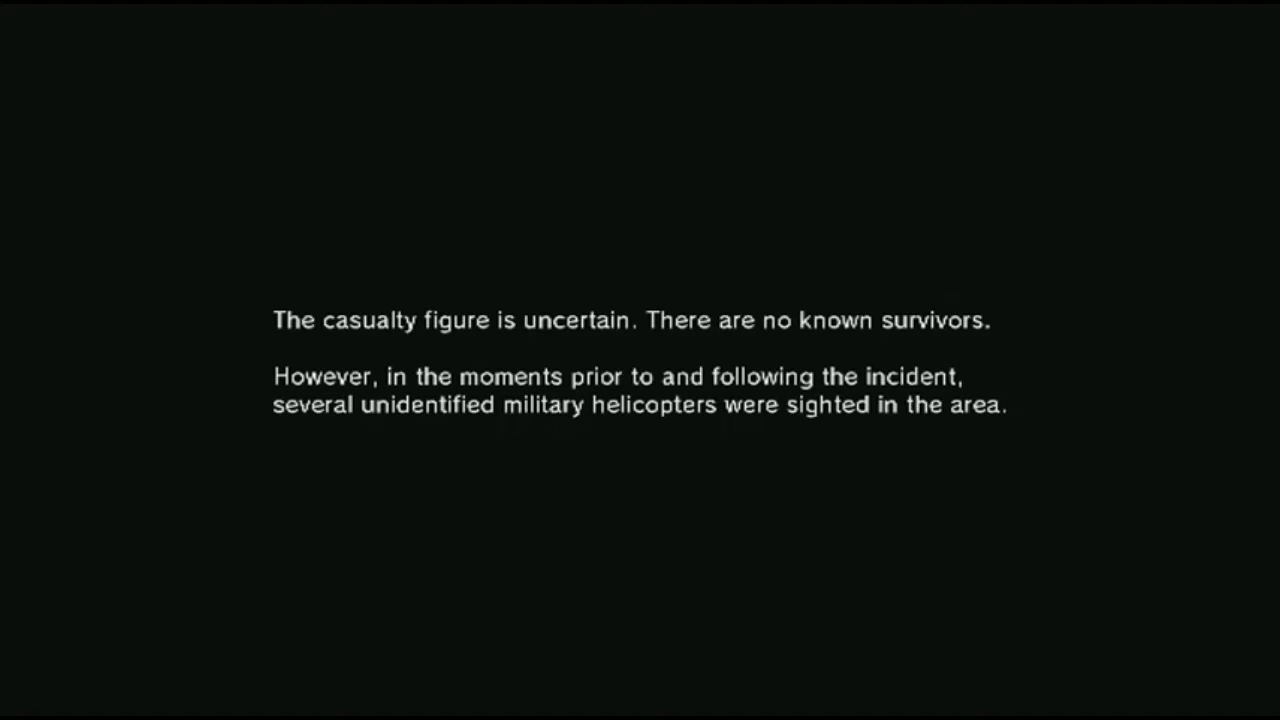 The casualty figure is uncertain. There are no known survivors.
However, in the moments prior to and following the incident,
several unidentified military helicopters were sighted in the area.